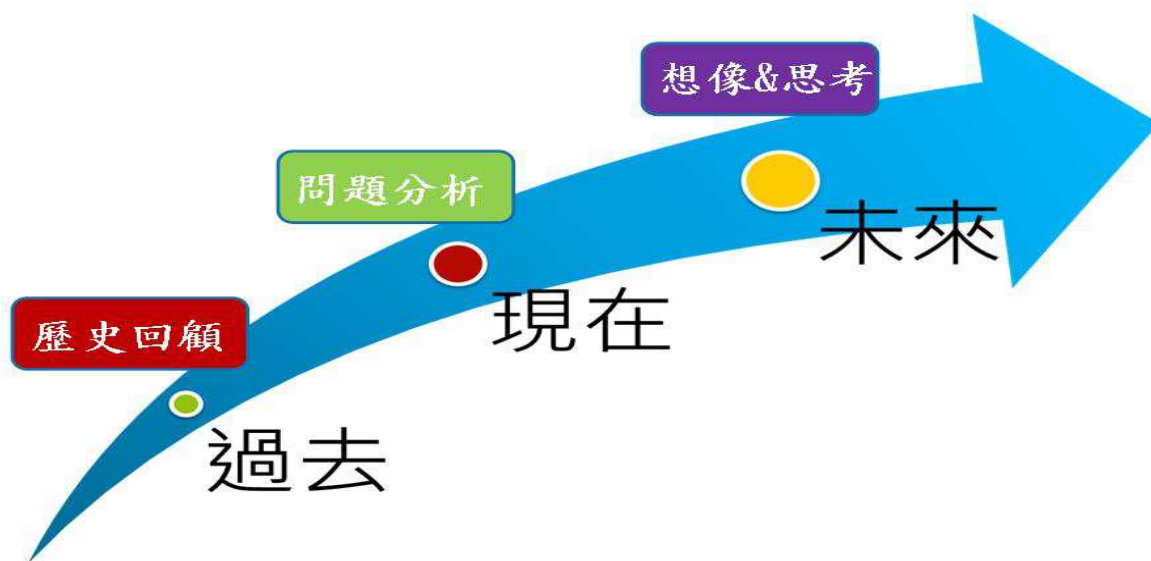 想像&思考
未來
問題分析
現在
歷史回顧
過去